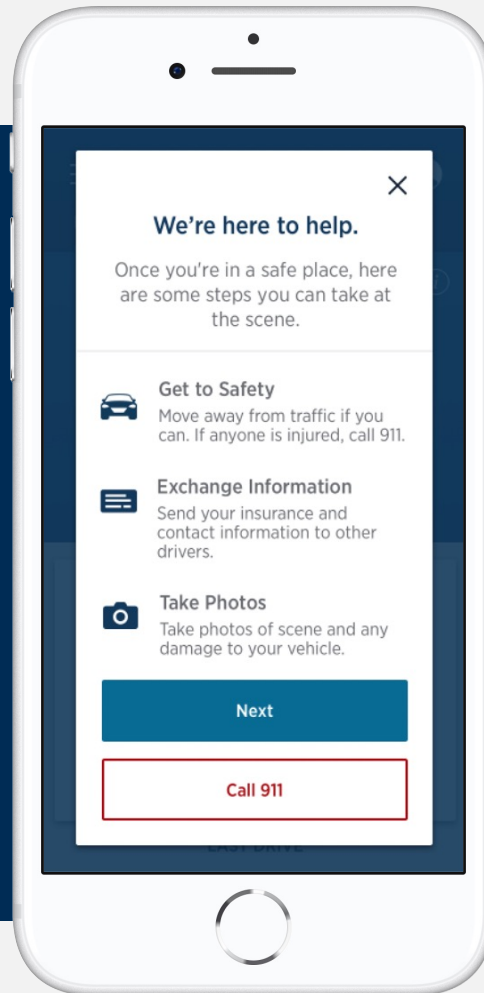 We're here to help.
Once you're in a safe place, here
are some steps you can take at
the scene.
Get to Safety
Move away from traffic if you
can. If anyone is injured, call 911.
Exchange Information
Send your insurance and
contact information to other
drivers.
Take Photos
Take photos of scene and any
damage to your vehicle.
Next
Call 911
LAST DRIVE